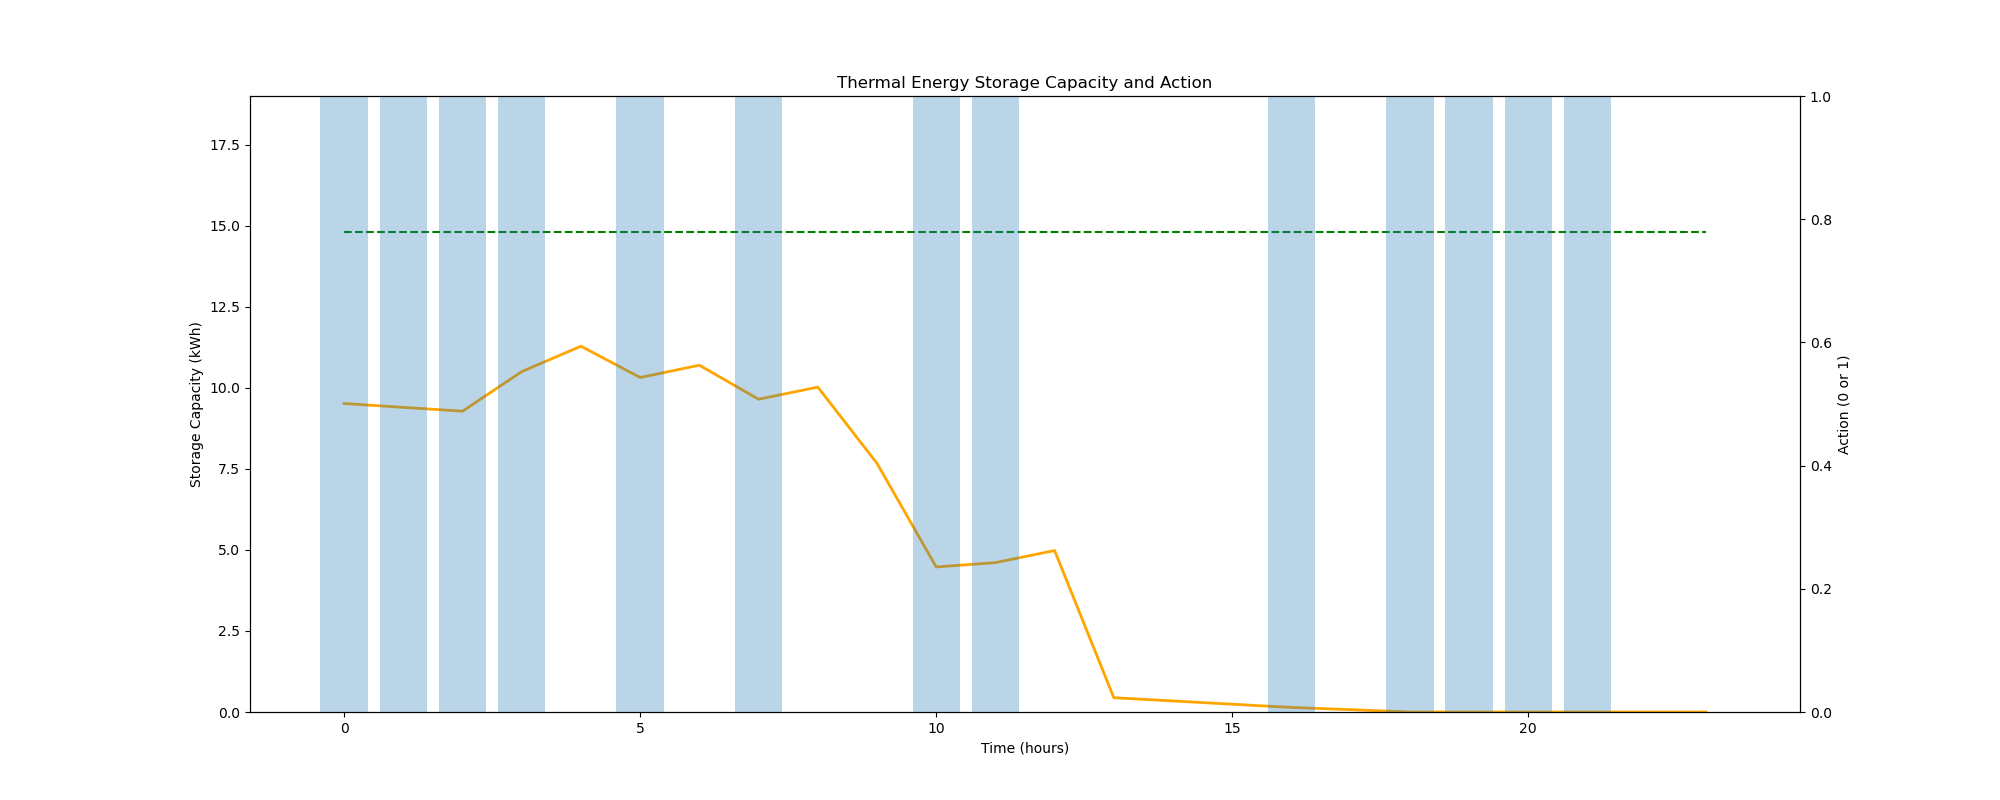 Thermal Energy Storage Capacity and Action
17.5
15.0
12.5
10.0
7.5
5.0
2.5
0.0
Storage Capacity (kWh)
1.0
0.8
0.6
0.4
0.2
0.0
Action (0 or 1)
0 5 10 15 20
Time (hours)